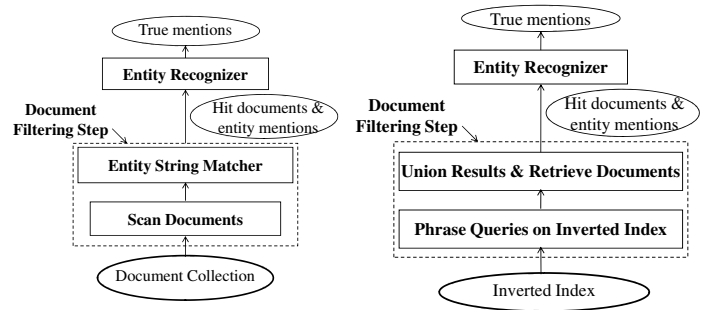 True mentions
Entity Recognizer
Document
Filtering Step
Hit documents &
entity mentions
Entity String Matcher
Scan Documents
Document Collection
True mentions
Entity Recognizer
Document
Filtering Step
Hit documents &
entity mentions
Union Results & Retrieve Documents
Phrase Queries on Inverted Index
Inverted Index